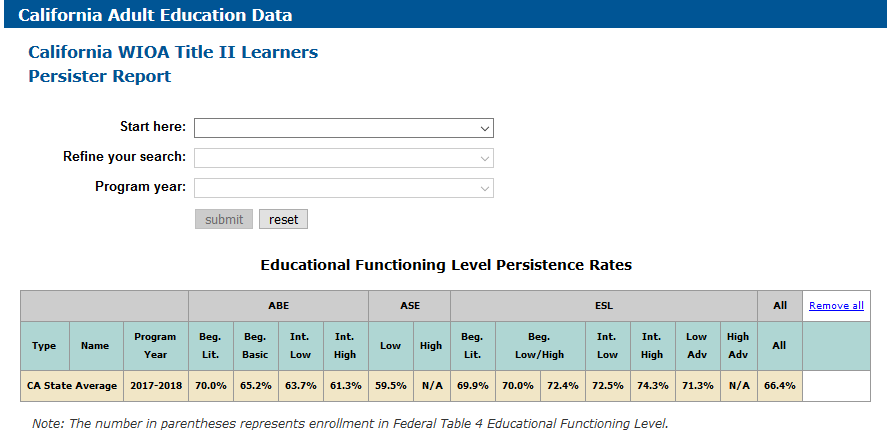 California Adult Education Data
California WIOA Title II Learners
Persister Report
Start here:
Refine your search:
Program year:
submit reset
Educational Functioning Level Persistence Rates
ABE ASE ESL All Remove all
Type Name Program Year Beg. Lit. Beg. Basic Int. Low Int. High Low High Beg. Lit. Beg. Low/High Int. Low Int. High Low Adv High Adv All
CA State Average 2017-2018 70.0% 65.2% 63.7% 61.3% 59.5% N/A 69.9% 70.0% 72.4% 72.5% 74.3% 71.3% N/A 66.4%
Note: The number in parentheses represents enrollment in Federal Table 4 Educational Functioning Level.